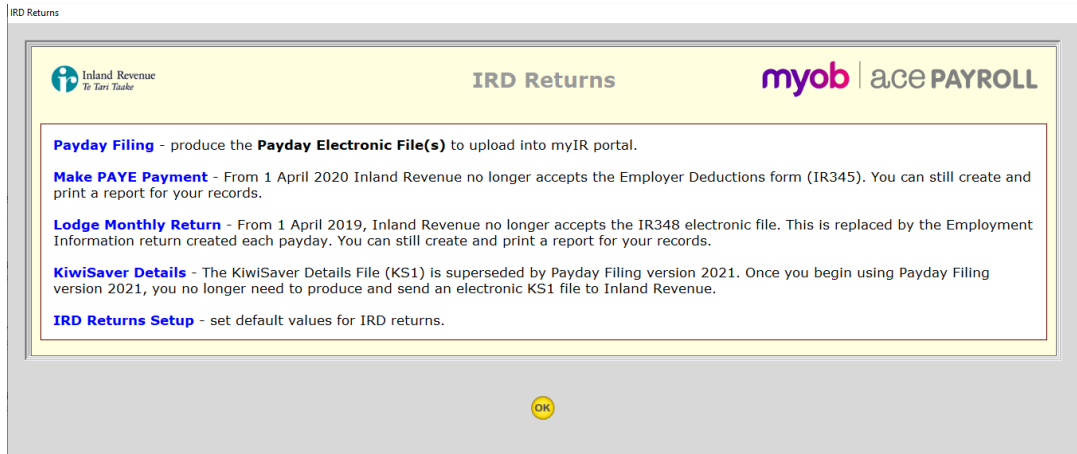 IRD Returns
Inland Revenue
Te Tari Taake
IRD Returns
myob ace PAYROLL
Payday Filing - produce the Payday Electronic File(s) to upload into myIR portal.
Make PAYE Payment - From 1 April 2020 Inland Revenue no longer accepts the Employer Deductions form (IR345). You can still create and
print a report for your records.
Lodge Monthly Return - From 1 April 2019, Inland Revenue no longer accepts the IR348 electronic file. This is replaced by the Employment
Information return created each payday. You can still create and print a report for your records.
KiwiSaver Details - The KiwiSaver Details File (KS1) is superseded by Payday Filing version 2021. Once you begin using Payday Filing
version 2021, you no longer need to produce and send an electronic KS1 file to Inland Revenue.
IRD Returns Setup - set default values for IRD returns.
OK